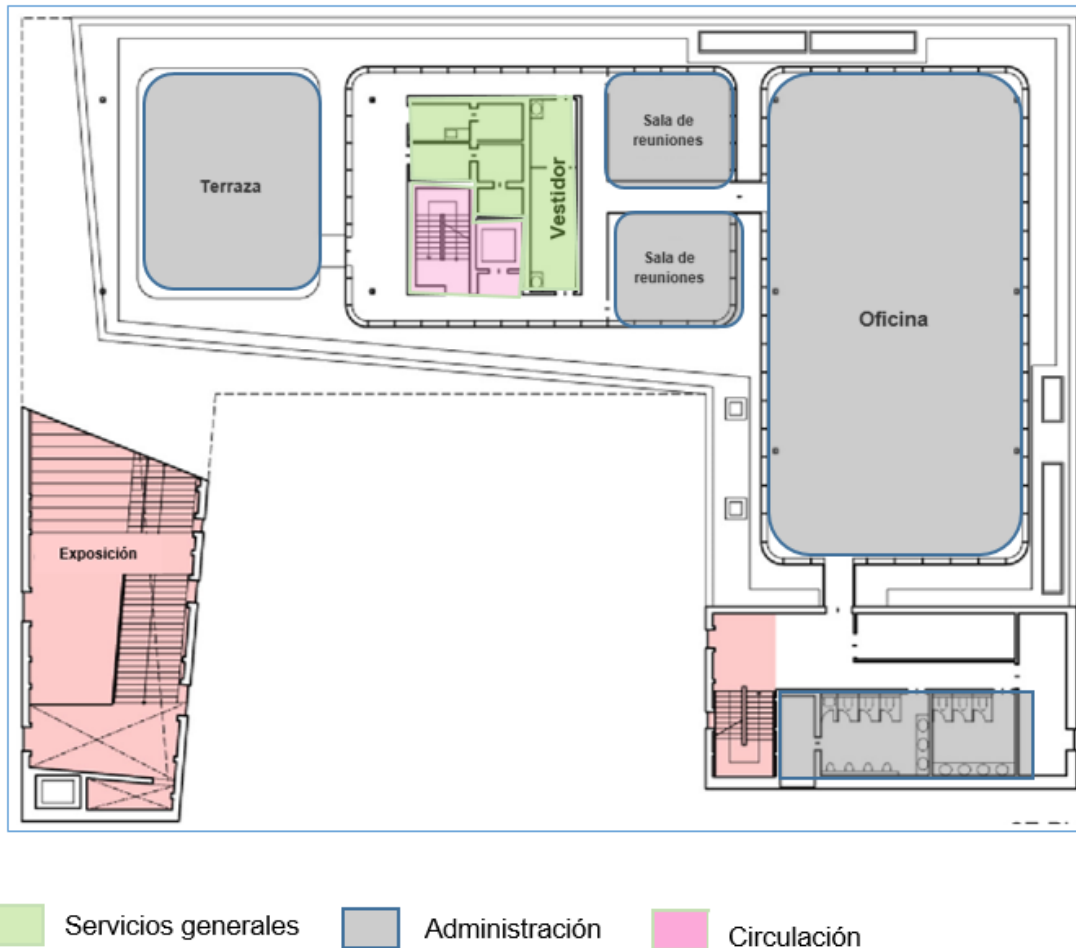 Sala de
reuniones
Terraza
Vestidor
Sala de
reuniones
Oficina
Exposición
Servicios generales
Administración
Circulación